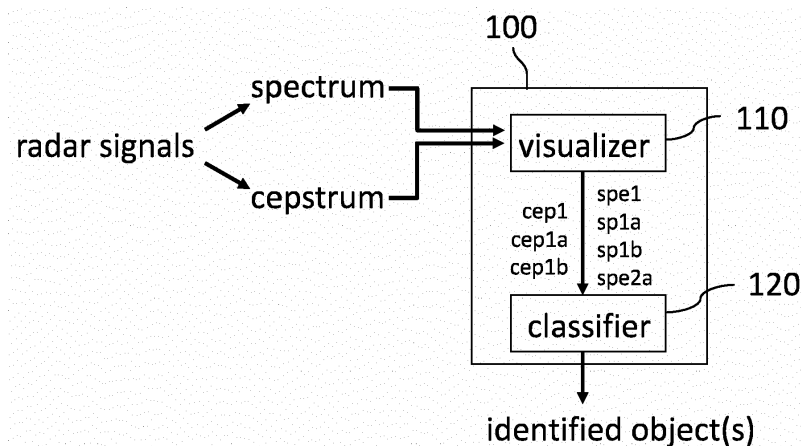 100
spectrum
radar signals
cepstrum
visualizer
110
cep1
cep1a
cep1b
spe1
sp1a
sp1b
spe2a
classifier
120
identified object(s)